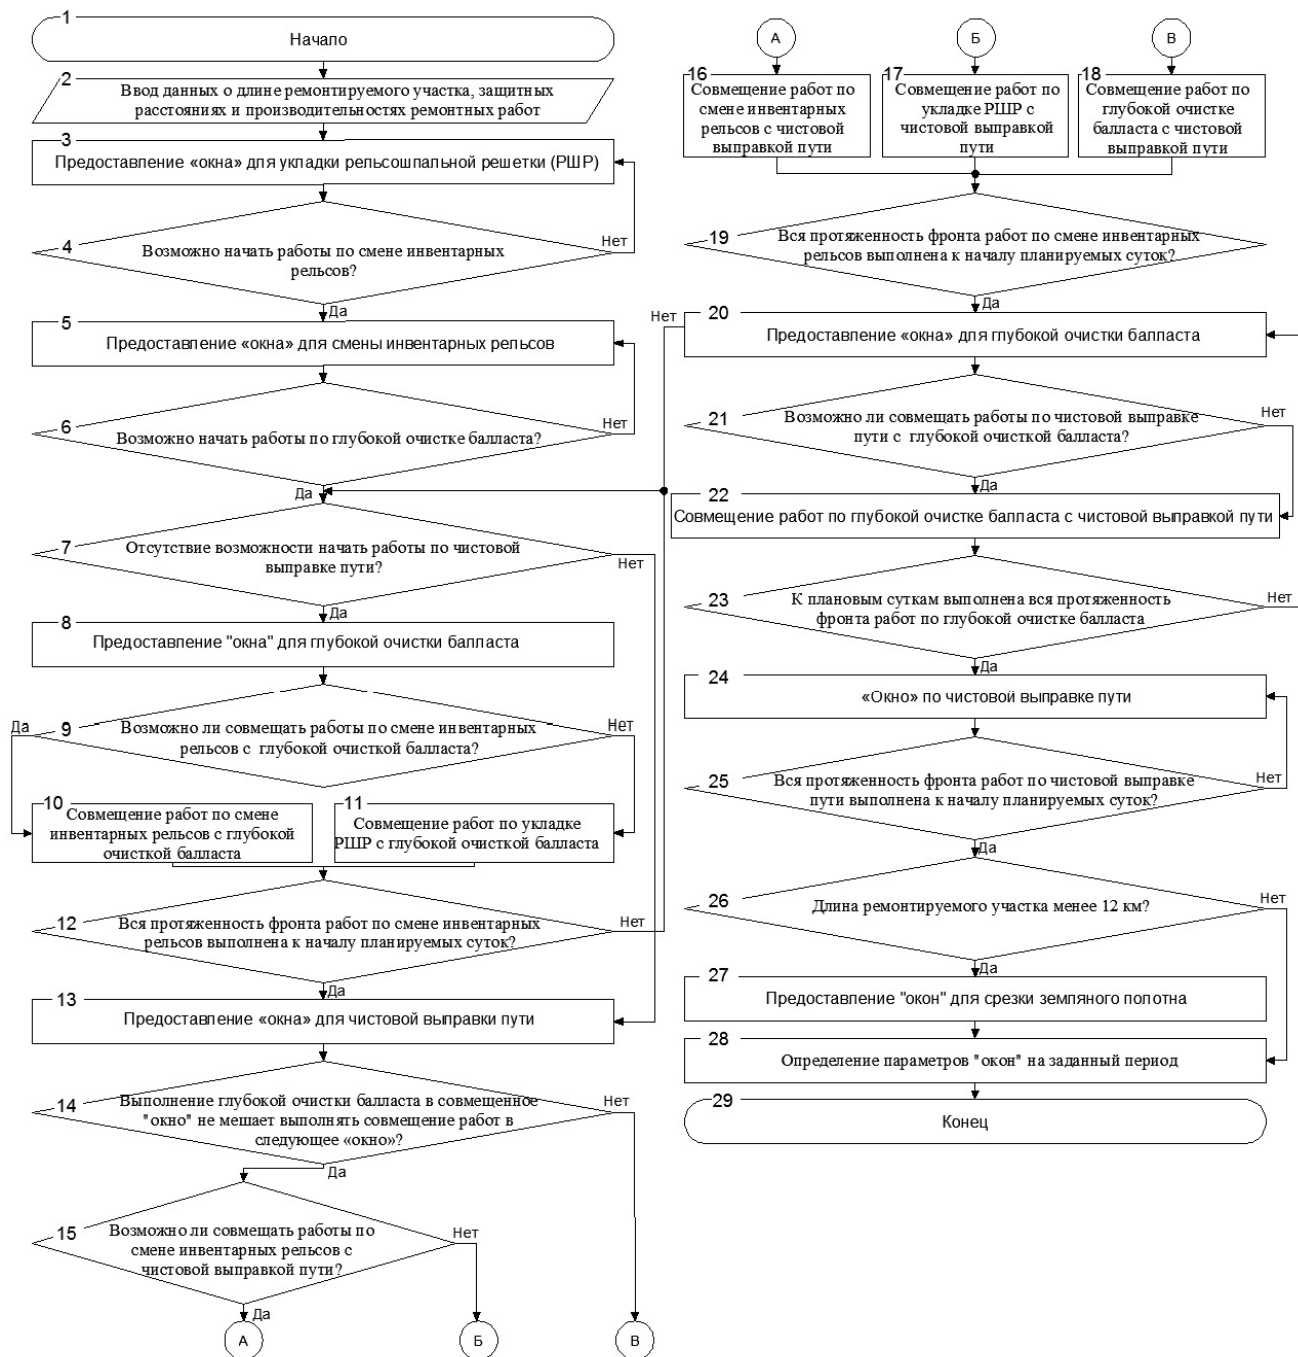 1
Начало
2
Ввод данных о длине ремонтируемого участка, защитных
расстояниях и производительностях ремонтных работ
3
Предоставление «окна» для укладки рельсошпальной решетки (РШР)
4
Возможно начать работы по смене инвентарных
рельсов?
Нет
Да
5
Предоставление «окна» для смены инвентарных рельсов
6
Возможно начать работы по глубокой очистке балласта?
Нет
Да
7
Отсутствие возможности начать работы по чистовой
выправке пути?
Нет
Да
8
Предоставление "окна" для глубокой очистки балласта
9
Возможно ли совмещать работы по смене инвентарных
рельсов с глубокой очисткой балласта?
Да
Нет
10
Совмещение работ по смене
инвентарных рельсов с глубокой
очисткой балласта
11
Совмещение работ по укладке
РШР с глубокой очисткой балласта
12
Вся протяженность фронта работ по смене инвентарных
рельсов выполнена к началу планируемых суток?
Нет
Да
13
Предоставление «окна» для чистовой выправки пути
14
Выполнение глубокой очистки балласта в совмещенное
"окно" не мешает выполнять совмещение работ в
следующее «окно»?
Нет
Да
15
Возможно ли совмещать работы по
смене инвентарных рельсов с
чистовой выправкой пути?
Нет
Да
А
Б
В
А
Б
В
16
Совмещение работ по
смене инвентарных
рельсов с чистовой
выправкой пути
17
Совмещение работ по
укладке РШР с
чистовой выправкой
пути
18
Совмещение работ по
глубокой очистке
балласта с чистовой
выправкой пути
19
Вся протяженность фронта работ по смене инвентарных
рельсов выполнена к началу планируемых суток?
Да
Нет
20
Предоставление «окна» для глубокой очистки балласта
21
Возможно ли совмещать работы по чистовой выправке
пути с глубокой очисткой балласта?
Нет
Да
22
Совмещение работ по глубокой очистке балласта с чистовой выправкой пути
23
К плановым суткам выполнена вся протяженность
фронта работ по глубокой очистке балласта
Нет
Да
24
«Окно» по чистовой выправке пути
25
Вся протяженность фронта работ по чистовой выправке
пути выполнена к началу планируемых суток?
Нет
Да
26
Длина ремонтируемого участка менее 12 км?
Нет
Да
27
Предоставление "окон" для срезки земляного полотна
28
Определение параметров "окон" на заданный период
29
Конец